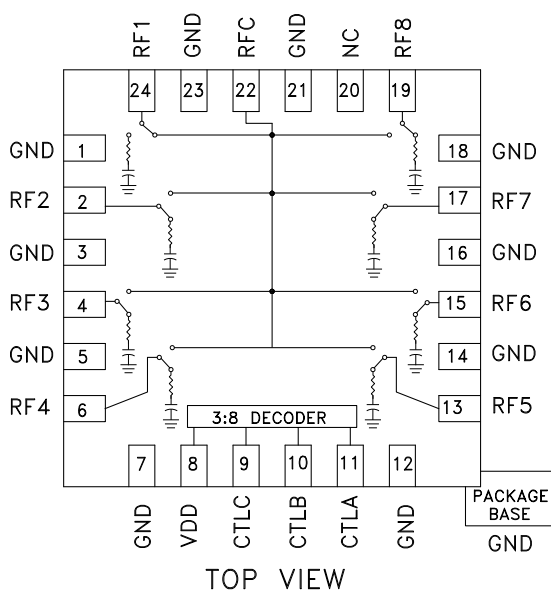 RF1 GND RFC GND NC RF8
24 23 22 21 20 19
GND 1 18 GND
RF2 2 17 RF7
GND 3 16 GND
RF3 4 15 RF6
GND 5 14 GND
RF4 6 13 RF5
3:8 DECODER
7 8 9 10 11 12
GND VDD CTLC CTLB CTLA GND
PACKAGE
BASE
GND
TOP VIEW